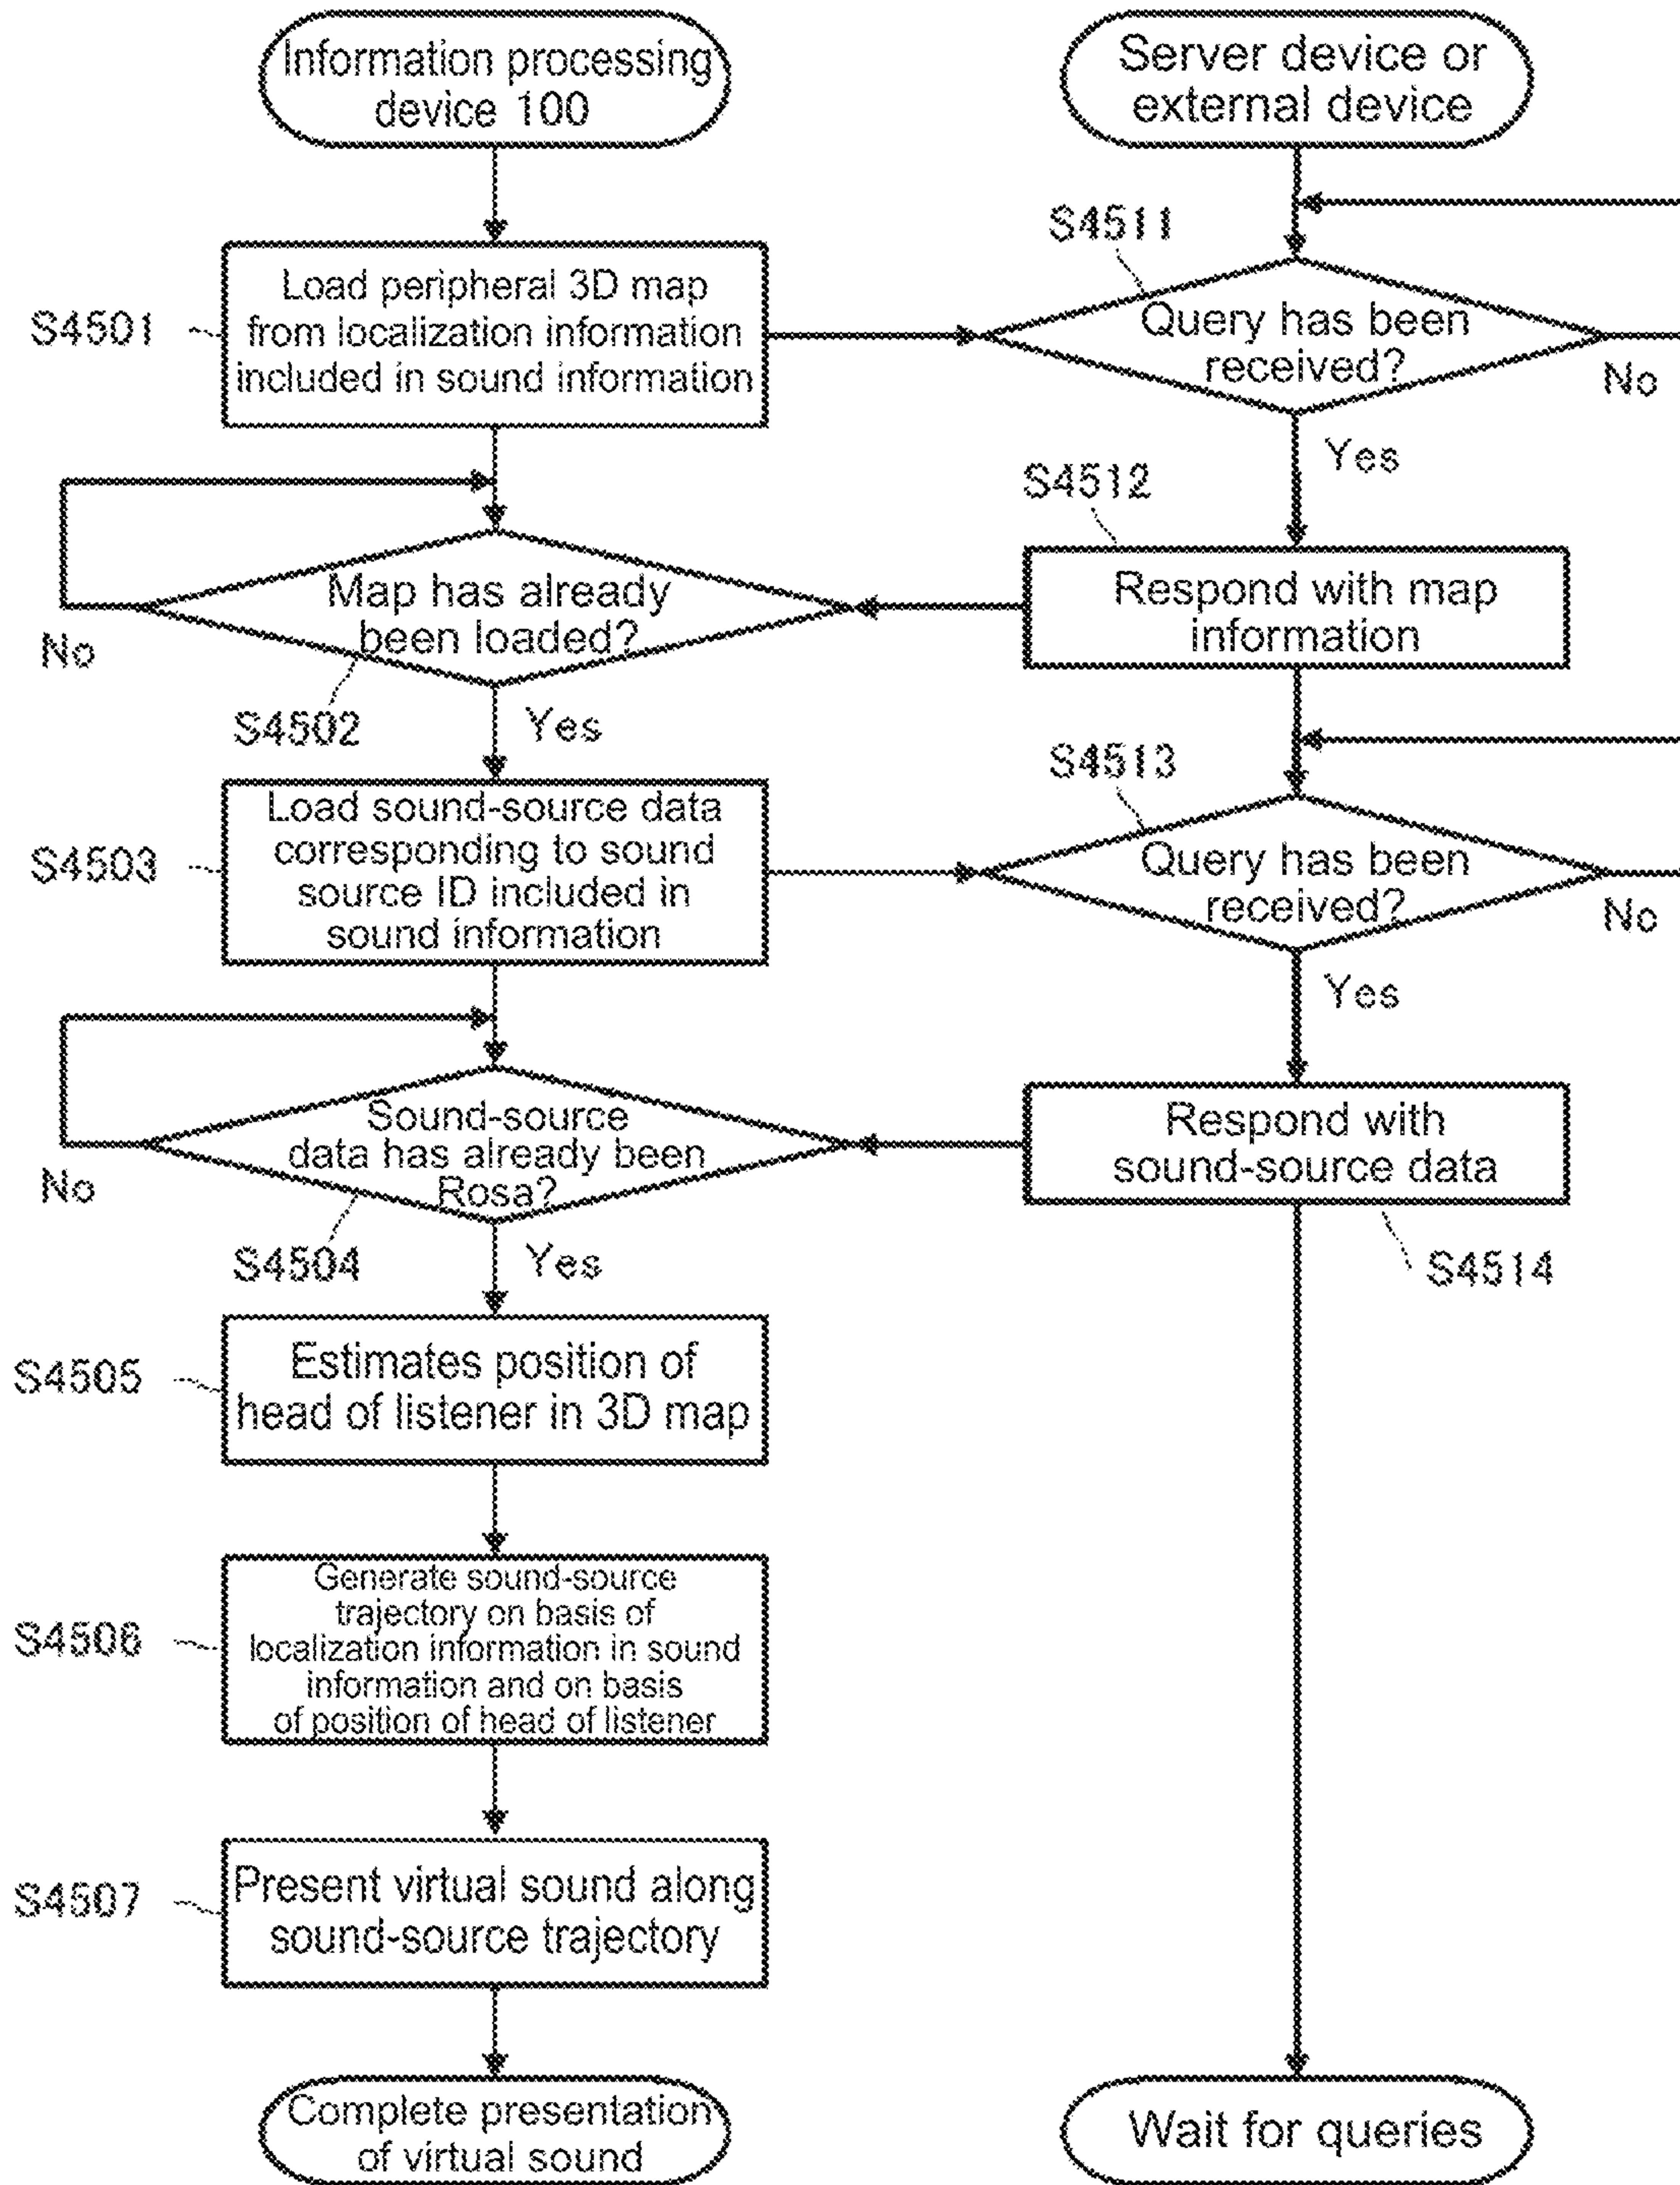 Information processing
device 100
Server device or
external device
S4501
Load peripheral 3D map
from localization information
included in sound information
S4511
Query has been
received?
No
Yes
S4512
Respond with map
information
Map has already
been loaded?
No
S4502
Yes
S4503
Load sound-source data
corresponding to sound
source ID included in
sound information
S4513
Query has been
received?
No
Yes
Sound-source
data has already been
Rosa?
No
S4504
Yes
Respond with
sound-source data
S4514
S4505
Estimates position of
head of listener in 3D map
S4506
Generate sound-source
trajectory on basis of
localization information in sound
information and on basis
of position of head of listener
S4507
Present virtual sound along
sound-source trajectory
Complete presentation
of virtual sound
Wait for queries